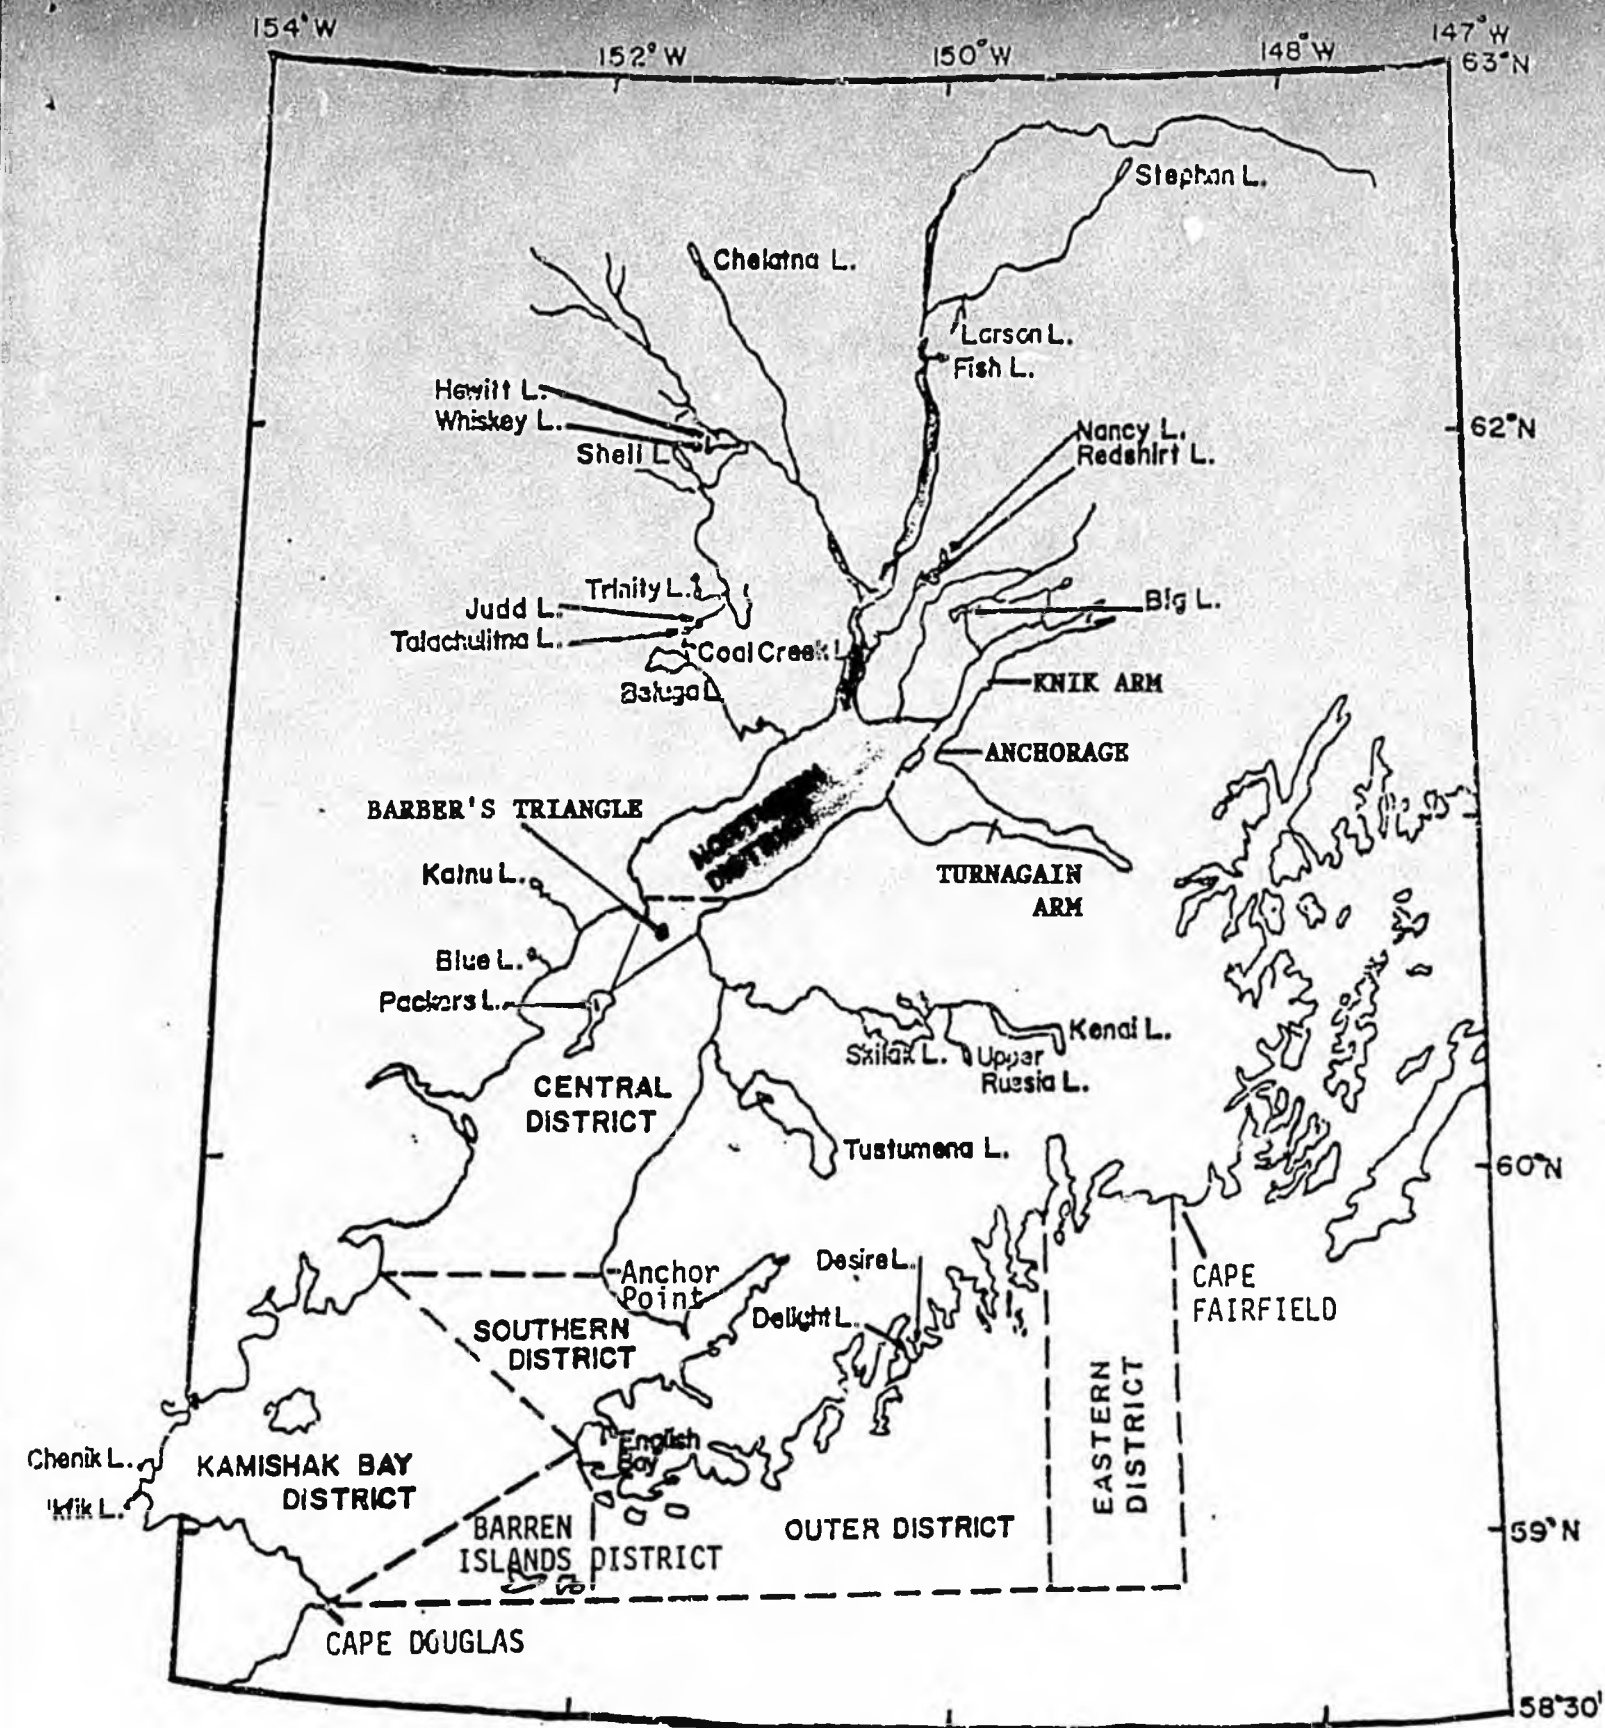 154°W
152°W
150°W
148°W
147°W
63°N
Stephan L.
Chelatna L.
Larson L.
Fish L.
Hewitt L.
Whiskey L.
Shell L.
62°N
Nancy L.
Redshirt L.
Trinity L.
Judd L.
Talachulitna L.
Coal Creek L.
Beluga L.
Big L.
KNIK ARM
ANCHORAGE
BARBER'S TRIANGLE
NORTHERN
DISTRICT
Kalnu L.
TURNAGAIN
ARM
Blue L.
Packers L.
Skilak L.
Upper
Russia L.
Kenai L.
CENTRAL
DISTRICT
Tustumena L.
60°N
Anchor
Point
Desire L.
Delight L.
CAPE
FAIRFIELD
SOUTHERN
DISTRICT
EASTERN
DISTRICT
English
Bay
Chenik L.
KAMISHAK BAY
DISTRICT
BARREN
ISLANDS DISTRICT
OUTER DISTRICT
59°N
CAPE DOUGLAS
58°30'